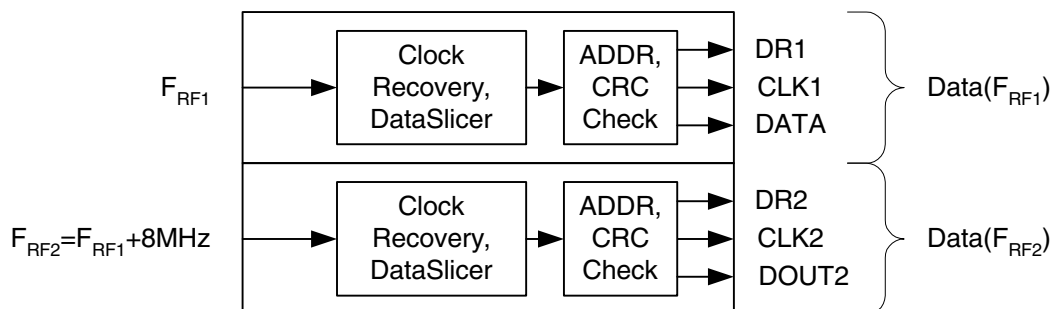 F_RF1
Clock
Recovery,
DataSlicer
ADDR,
CRC
Check
DR1
CLK1
DATA
Data(F_RF1)
F_RF2=F_RF1+8MHz
Clock
Recovery,
DataSlicer
ADDR,
CRC
Check
DR2
CLK2
DOUT2
Data(F_RF2)